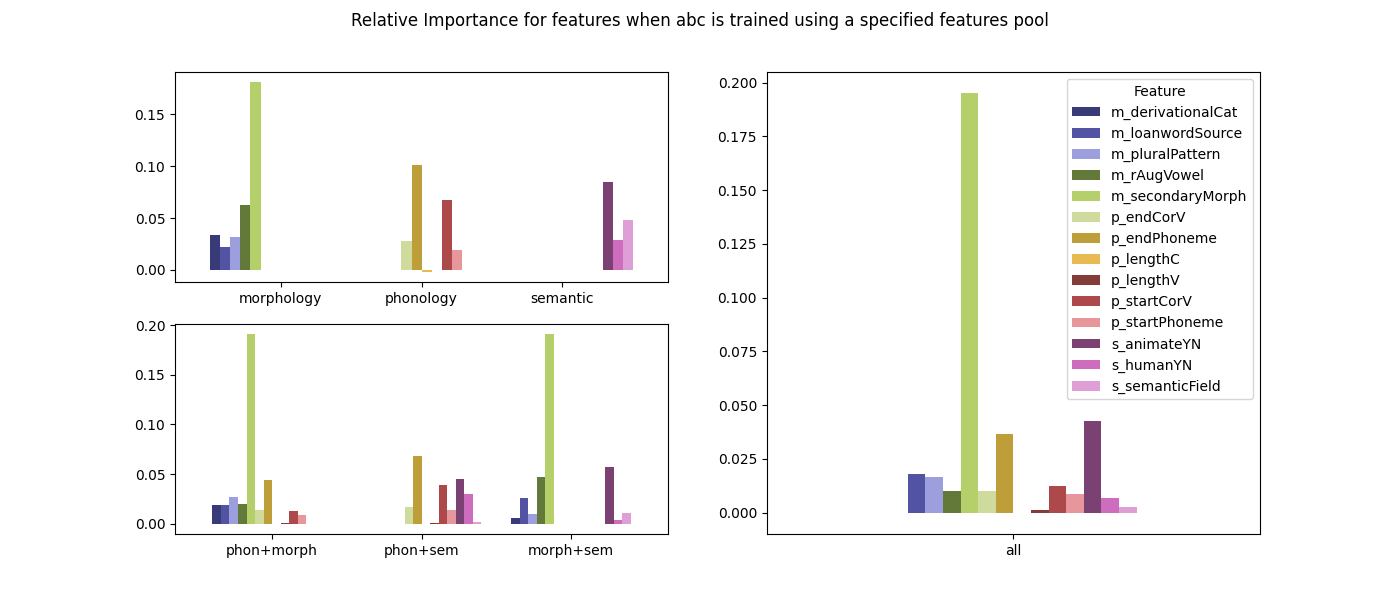 Relative Importance for features when abc is trained using a specified features pool
0.15
0.10
0.05
0.00
morphology phonology semantic
0.20
0.15
0.10
0.05
0.00
phon+morph phon+sem morph+sem
0.200
0.175
0.150
0.125
0.100
0.075
0.050
0.025
0.000
all
Feature
m_derivationalCat
m_loanwordSource
m_pluralPattern
m_rAugVowel
m_secondaryMorph
p_endCorV
p_endPhoneme
p_lengthC
p_lengthV
p_startCorV
p_startPhoneme
s_animateYN
s_humanYN
s_semanticField